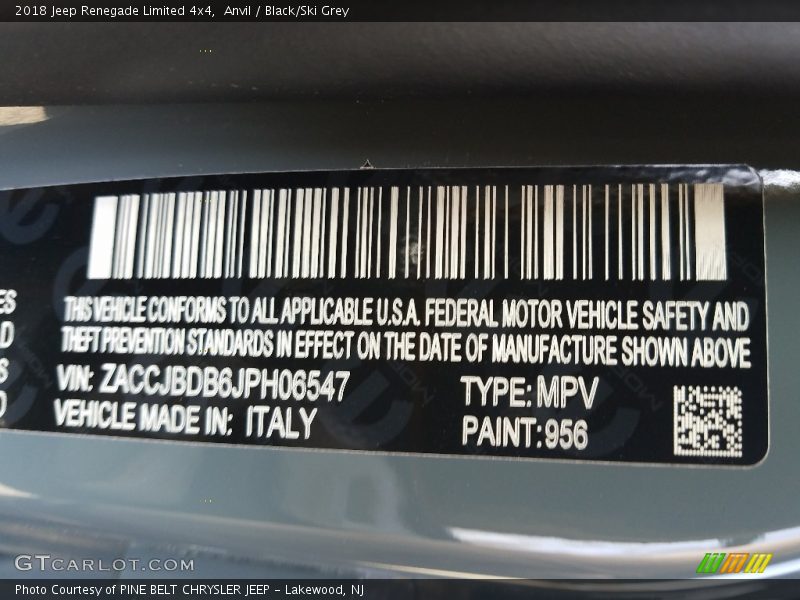 2018 Jeep Renegade Limited 4x4,  Anvil / Black/Ski Grey
ES
D
S
D
THIS VEHICLE CONFORMS TO ALL APPLICABLE U.S.A. FEDERAL MOTOR VEHICLE SAFETY AND
THEFT PREVENTION STANDARDS IN EFFECT ON THE DATE OF MANUFACTURE SHOWN ABOVE
VIN: ZACCJBDB6JPH06547
TYPE: MPV
VEHICLE MADE IN: ITALY
PAINT: 956
GTCARLOT.COM
Photo Courtesy of PINE BELT CHRYSLER JEEP - Lakewood, NJ